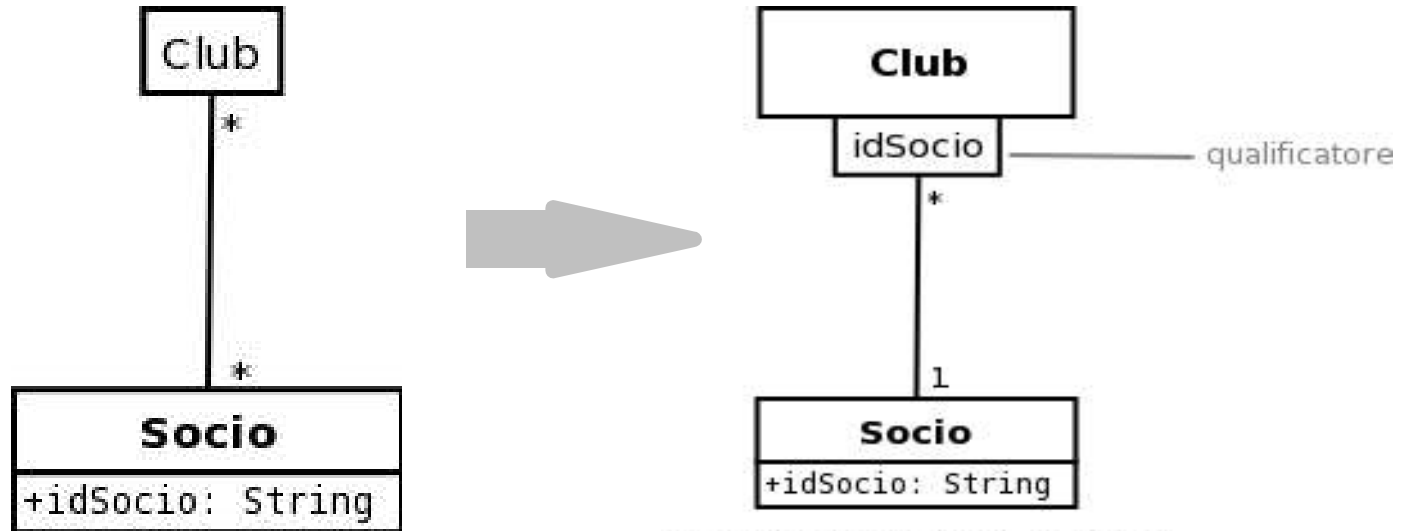 Club
*
*
Socio
+idSocio: String
Club
idSocio
qualificatore
*
1
Socio
+idSocio: String